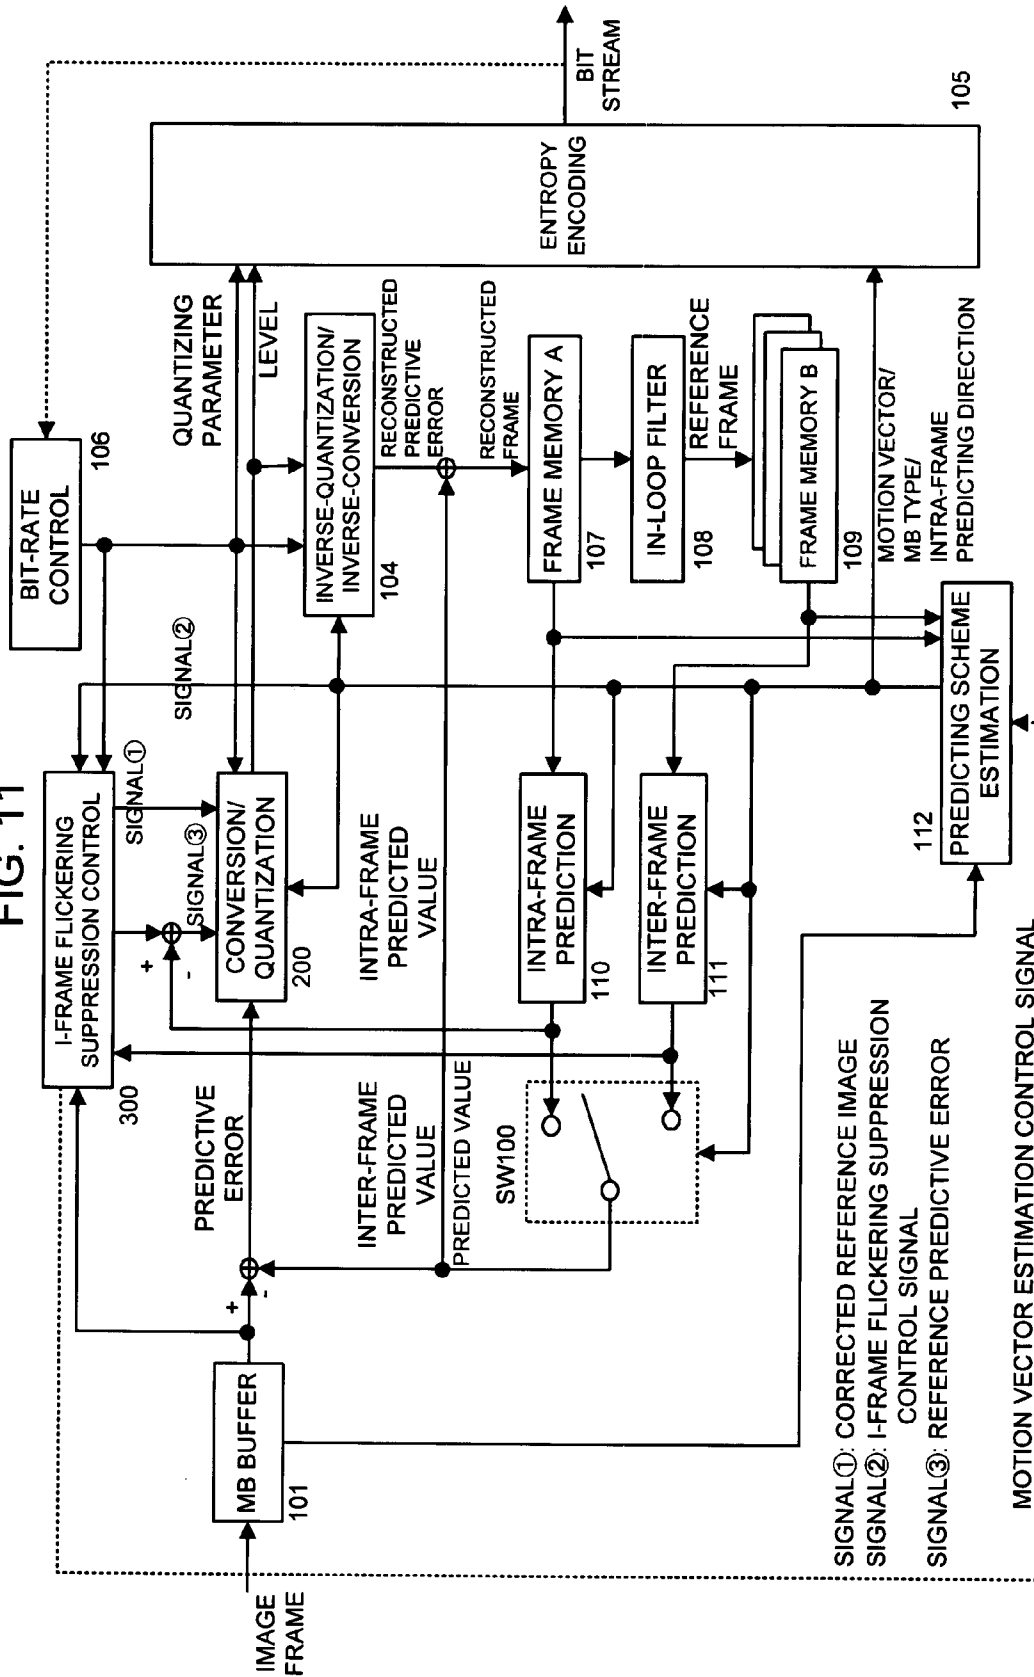 FIG. 11
IMAGE
FRAME
MB BUFFER
101
I-FRAME FLICKERING
SUPPRESSION CONTROL
300
+
-
PREDICTIVE
ERROR
+
-
SIGNAL①
SIGNAL③
SIGNAL②
CONVERSION/
QUANTIZATION
200
BIT-RATE
CONTROL
106
QUANTIZING
PARAMETER
LEVEL
INVERSE-QUANTIZATION/
INVERSE-CONVERSION
104
RECONSTRUCTED
PREDICTIVE
ERROR
RECONSTRUCTED
FRAME
ENTROPY
ENCODING
105
BIT
STREAM
INTER-FRAME
PREDICTED
VALUE
INTRA-FRAME
PREDICTED
VALUE
PREDICTED VALUE
SW100
INTRA-FRAME
PREDICTION
110
INTER-FRAME
PREDICTION
111
FRAME MEMORY A
107
IN-LOOP FILTER
108
REFERENCE
FRAME
FRAME MEMORY B
109
MOTION VECTOR/
MB TYPE/
INTRA-FRAME
PREDICTING DIRECTION
112
PREDICTING SCHEME
ESTIMATION
SIGNAL①: CORRECTED REFERENCE IMAGE
SIGNAL②: I-FRAME FLICKERING SUPPRESSION
CONTROL SIGNAL
SIGNAL③: REFERENCE PREDICTIVE ERROR
MOTION VECTOR ESTIMATION CONTROL SIGNAL